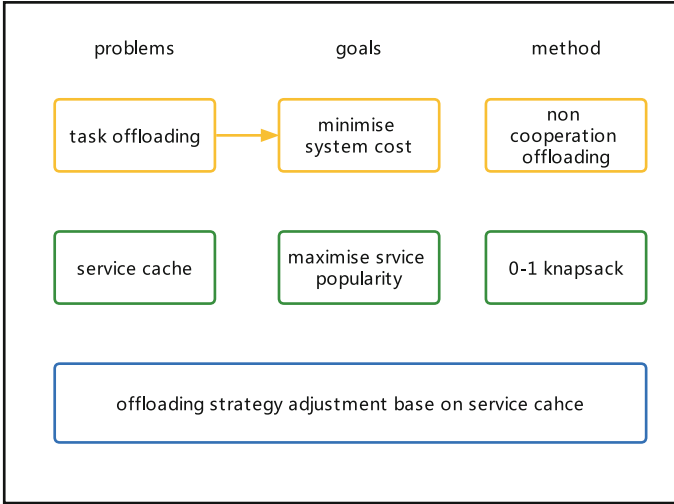 problems
goals
method
task offloading
minimise
system cost
non
cooperation
offloading
service cache
maximise srvice
popularity
0-1 knapsack
offloading strategy adjustment base on service cahce